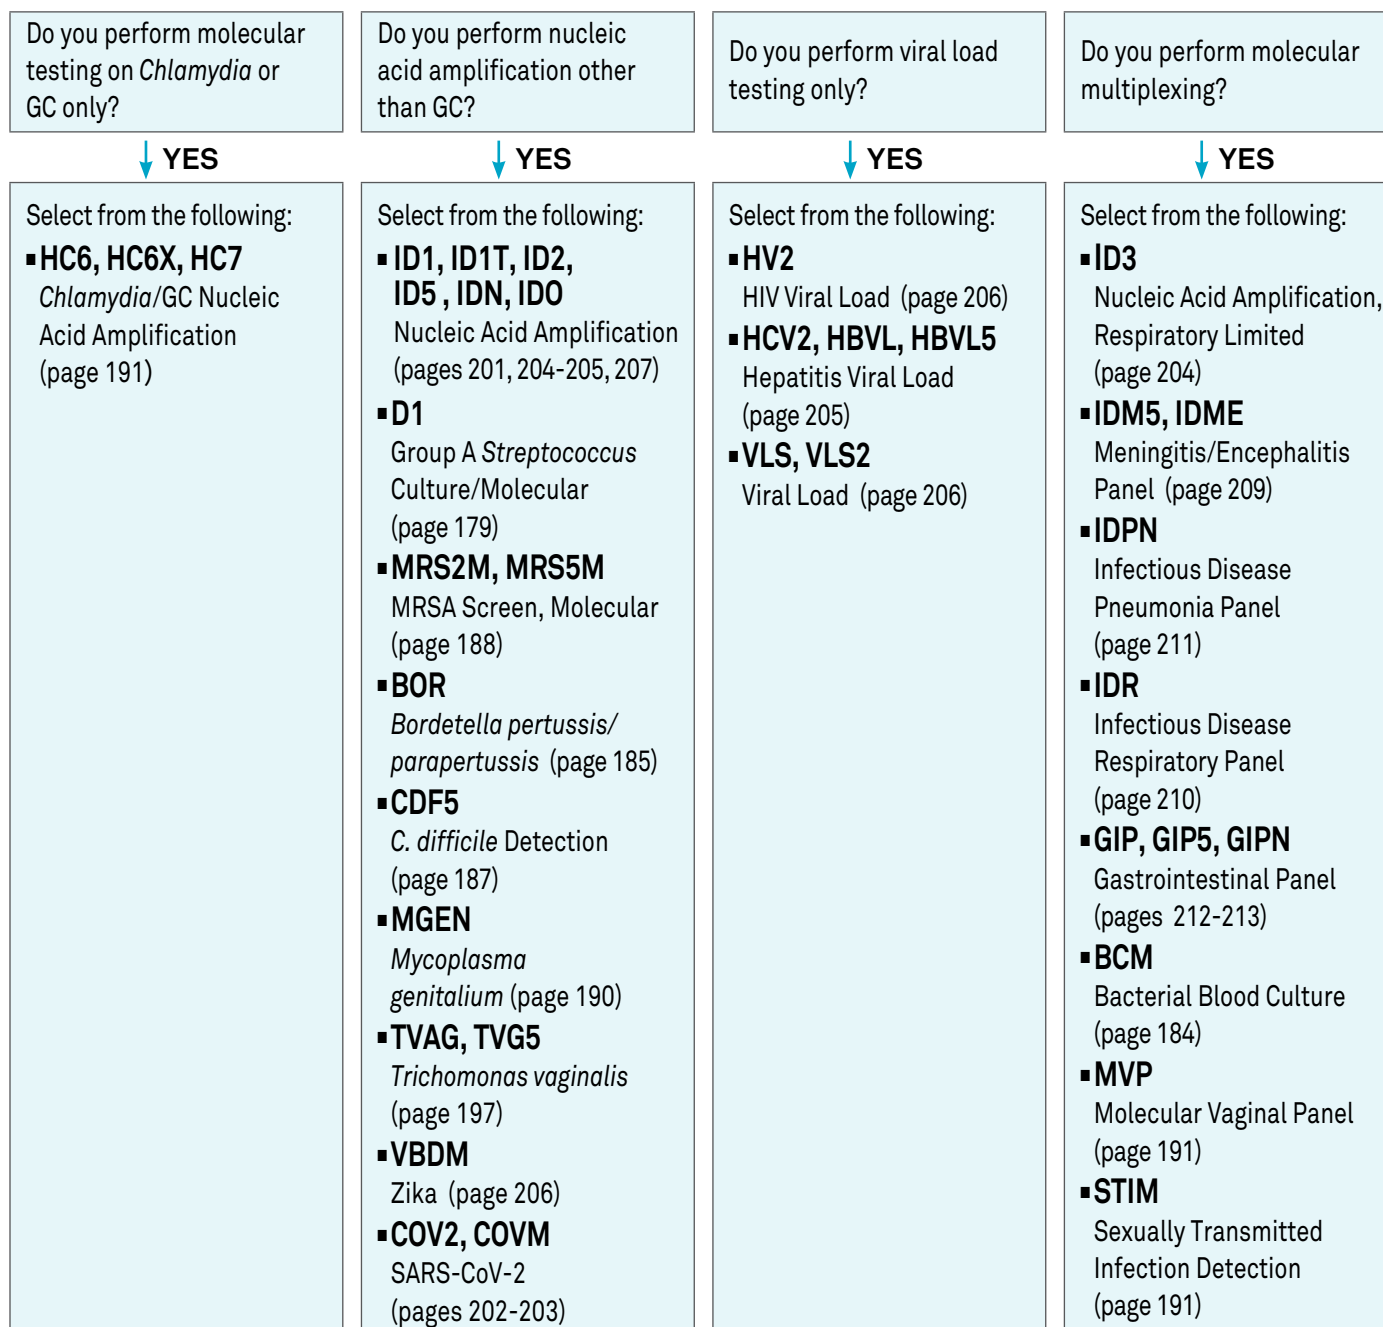 Do you perform molecular
testing on Chlamydia or
GC only?
YES
Select from the following:
▪HC6, HC6X, HC7
Chlamydia/GC Nucleic
Acid Amplification
(page 191)
Do you perform nucleic
acid amplification other
than GC?
YES
Select from the following:
▪ID1, ID1T, ID2,
ID5 , IDN, IDO
Nucleic Acid Amplification
(pages 201, 204-205, 207)
▪D1
Group A Streptococcus
Culture/Molecular
(page 179)
▪MRS2M, MRS5M
MRSA Screen, Molecular
(page 188)
▪BOR
Bordetella pertussis/
parapertussis (page 185)
▪CDF5
C. difficile Detection
(page 187)
▪MGEN
Mycoplasma
genitalium (page 190)
▪TVAG, TVG5
Trichomonas vaginalis
(page 197)
▪VBDM
Zika (page 206)
▪COV2, COVM
SARS-CoV-2
(pages 202-203)
Do you perform viral load
testing only?
YES
Select from the following:
▪HV2
HIV Viral Load (page 206)
▪HCV2, HBVL, HBVL5
Hepatitis Viral Load
(page 205)
▪VLS, VLS2
Viral Load (page 206)
Do you perform molecular
multiplexing?
YES
Select from the following:
▪ID3
Nucleic Acid Amplification,
Respiratory Limited
(page 204)
▪IDM5, IDME
Meningitis/Encephalitis
Panel (page 209)
▪IDPN
Infectious Disease
Pneumonia Panel
(page 211)
▪IDR
Infectious Disease
Respiratory Panel
(page 210)
▪GIP, GIP5, GIPN
Gastrointestinal Panel
(pages 212-213)
▪BCM
Bacterial Blood Culture
(page 184)
▪MVP
Molecular Vaginal Panel
(page 191)
▪STIM
Sexually Transmitted
Infection Detection
(page 191)